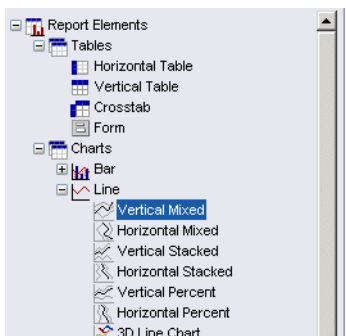 Report Elements
Tables
Horizontal Table
Vertical Table
Crosstab
Form
Charts
Bar
Line
Vertical Mixed
Horizontal Mixed
Vertical Stacked
Horizontal Stacked
Vertical Percent
Horizontal Percent
3D Line Chart